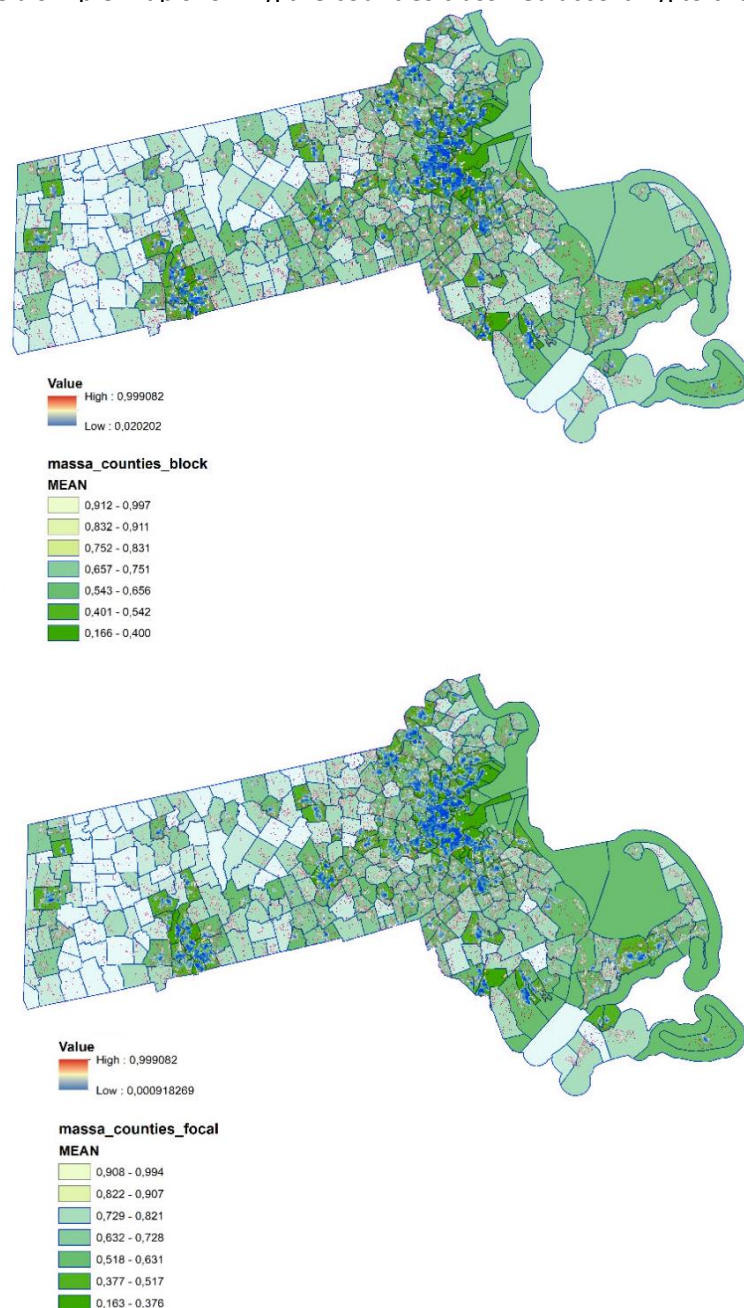 Value
High : 0,999082
Low : 0,020202
massa_counties_block
MEAN
0,912 - 0,997
0,832 - 0,911
0,752 - 0,831
0,657 - 0,751
0,543 - 0,656
0,401 - 0,542
0,166 - 0,400
Value
High : 0,999082
Low : 0,000918269
massa_counties_focal
MEAN
0,908 - 0,994
0,822 - 0,907
0,729 - 0,821
0,632 - 0,728
0,518 - 0,631
0,377 - 0,517
0,163 - 0,376